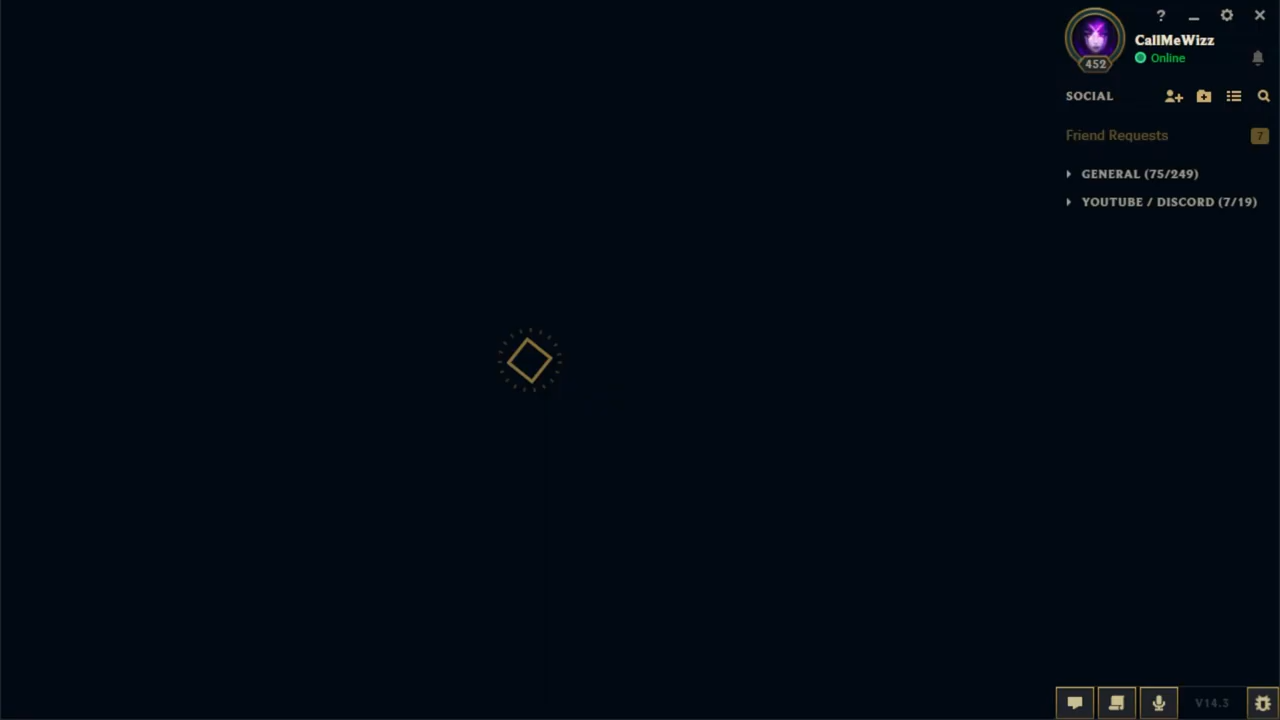 ?
CallMeWizz
452
Online
SOCIAL
Friend Requests
7
GENERAL (75/249)
YOUTUBE / DISCORD (7/19)
V14.3